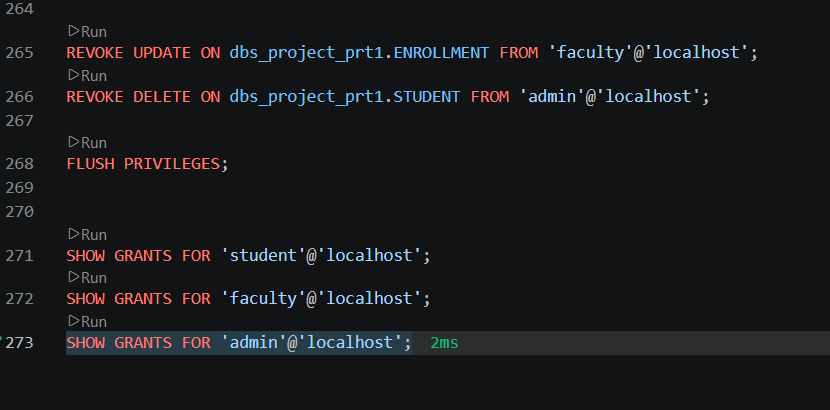 264
Run
265 REVOKE UPDATE ON dbs_project_prt1.ENROLLMENT FROM 'faculty'@'localhost';
Run
266 REVOKE DELETE ON dbs_project_prt1.STUDENT FROM 'admin'@'localhost';
267
Run
268 FLUSH PRIVILEGES;
269
270
Run
271 SHOW GRANTS FOR 'student'@'localhost';
Run
272 SHOW GRANTS FOR 'faculty'@'localhost';
Run
273 SHOW GRANTS FOR 'admin'@'localhost'; 2ms